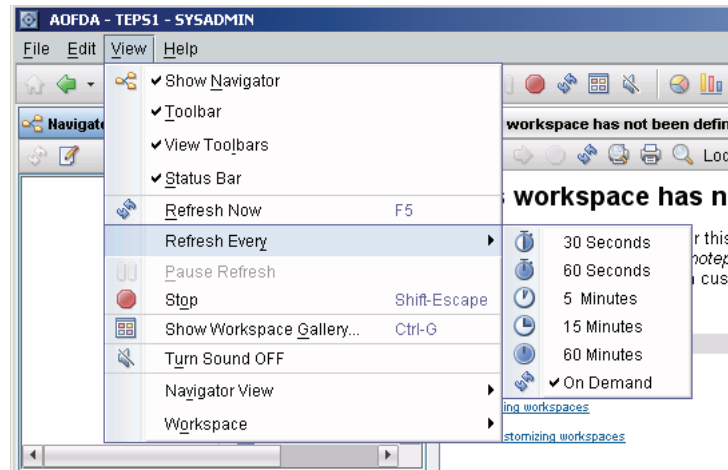 AOFDA - TEPS1 - SYSADMIN
File Edit View Help
Show Navigator
Toolbar
View Toolbars
Status Bar
Refresh Now F5
Refresh Every
Pause Refresh
Stop Shift-Escape
Show Workspace Gallery... Ctrl-G
Turn Sound OFF
Navigator View
Workspace
30 Seconds
60 Seconds
5 Minutes
15 Minutes
60 Minutes
On Demand
Navigat
workspace has not been defin
Loc
workspace has n
r this
notep
cus
ing workspaces
stomizing workspaces